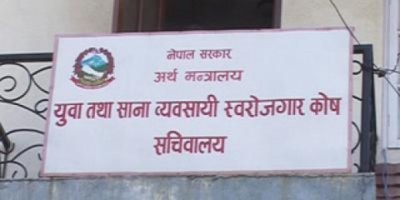 नेपाल सरकार
अर्थ मन्त्रालय
युवा तथा साना व्यवसायी स्वरोजगार कोष
सचिवालय